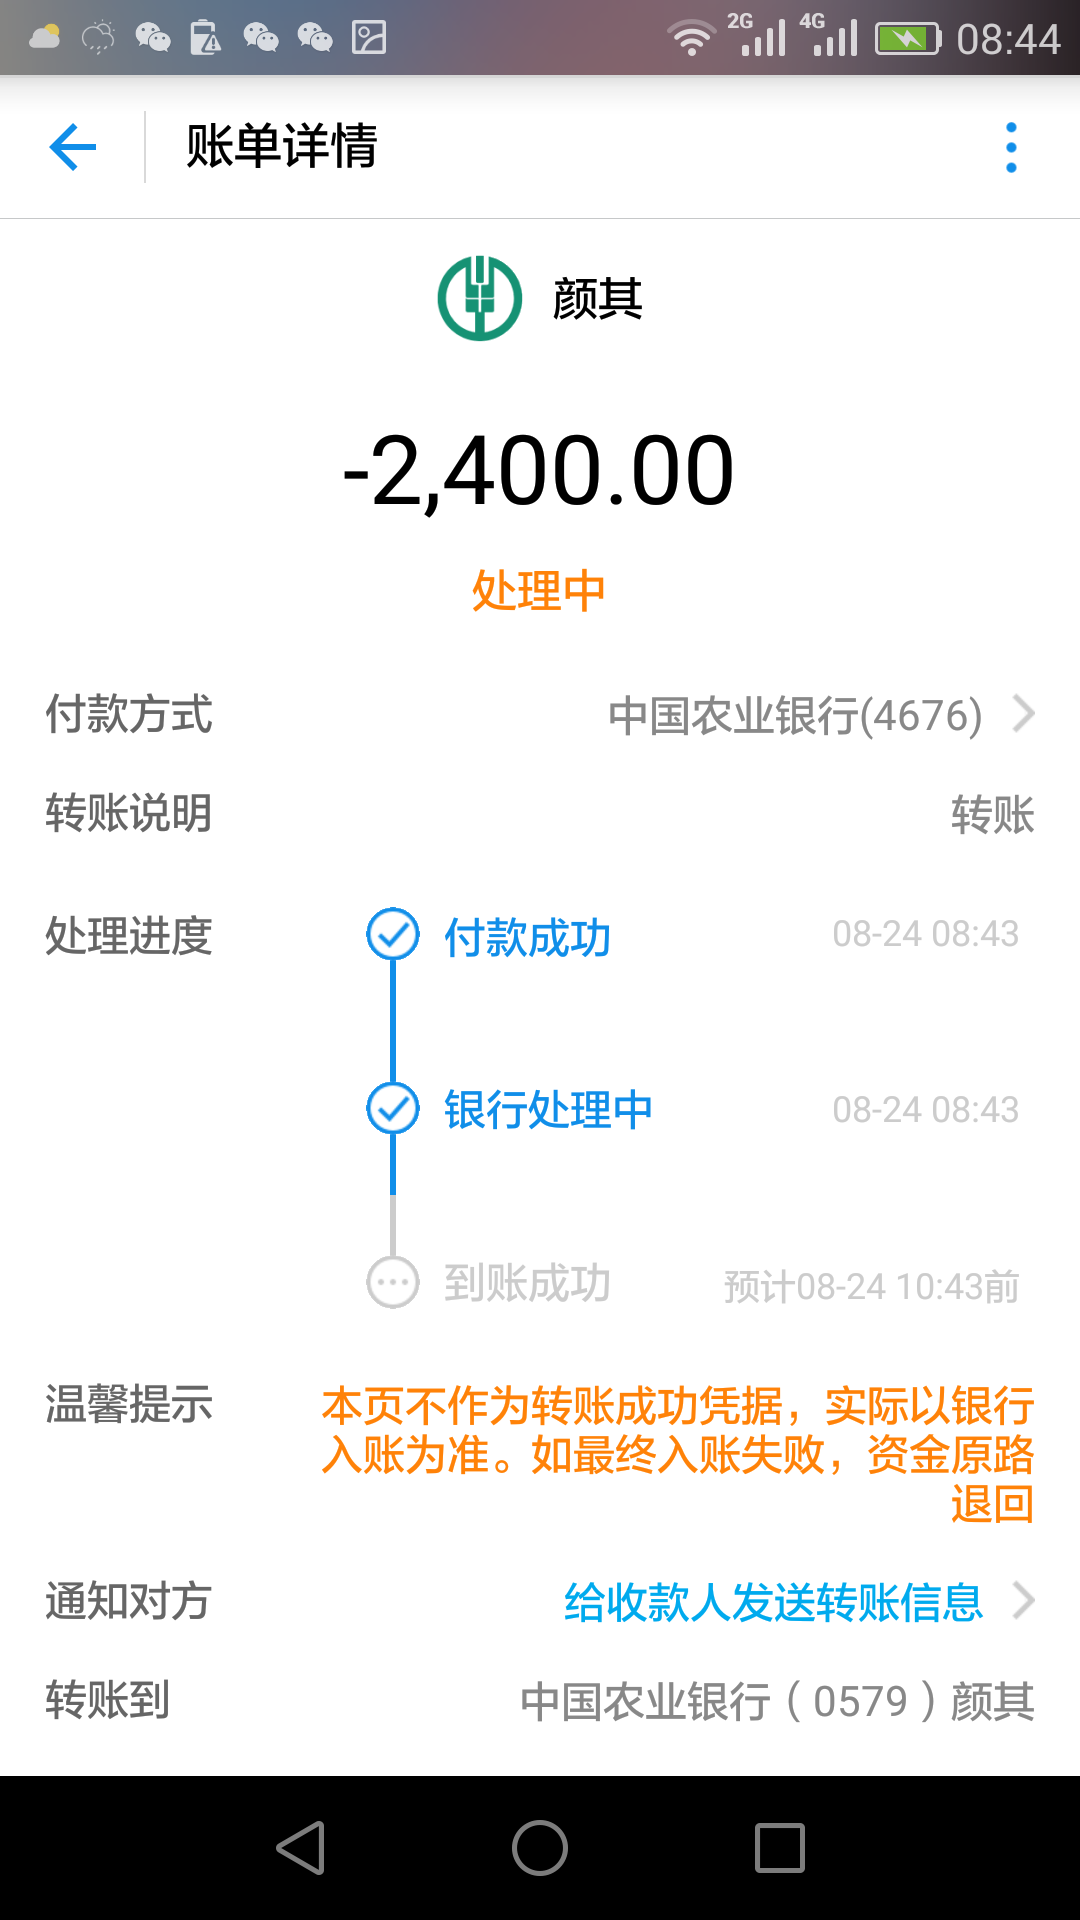 2G 4G 08:44
账单详情
颜其
-2,400.00
处理中
付款方式 中国农业银行(4676)
转账说明 转账
处理进度 付款成功 08-24 08:43
银行处理中 08-24 08:43
到账成功 预计08-24 10:43前
温馨提示 本页不作为转账成功凭据，实际以银行
入账为准。如最终入账失败，资金原路
退回
通知对方 给收款人发送转账信息
转账到 中国农业银行（0579）颜其